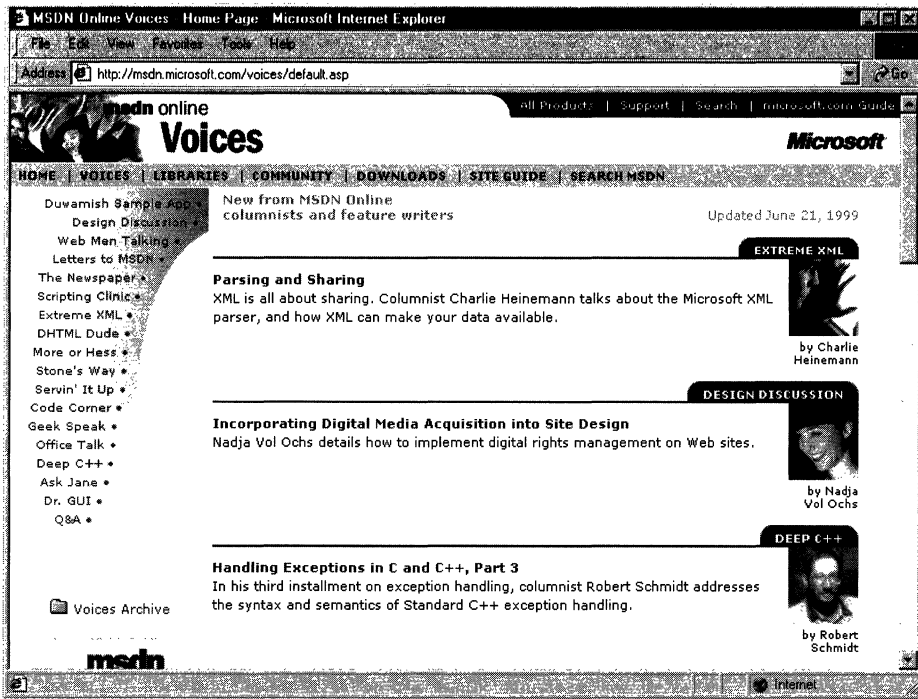 MSDN Online Voices - Home Page - Microsoft Internet Explorer
File Edit View Favorites Tools Help
Address http://msdn.microsoft.com/voices/default.asp Go
msdn online
Voices
All Products | Support | Search | microsoft.com Guide
Microsoft
HOME | VOICES | LIBRARIES | COMMUNITY | DOWNLOADS | SITE GUIDE | SEARCH MSDN
Duwamish Sample App •
Design Discussion •
Web Men Talking •
Letters to MSDN •
The Newspaper •
Scripting Clinic •
Extreme XML •
DHTML Dude •
More or Hess •
Stone's Way •
Servin' It Up •
Code Corner •
Geek Speak •
Office Talk •
Deep C++ •
Ask Jane •
Dr. GUI •
Q&A •
Voices Archive
msdn
New from MSDN Online
columnists and feature writers
Updated June 21, 1999
EXTREME XML
Parsing and Sharing
XML is all about sharing. Columnist Charlie Heinemann talks about the Microsoft XML
parser, and how XML can make your data available.
by Charlie
Heinemann
DESIGN DISCUSSION
Incorporating Digital Media Acquisition into Site Design
Nadja Vol Ochs details how to implement digital rights management on Web sites.
by Nadja
Vol Ochs
DEEP C++
Handling Exceptions in C and C++, Part 3
In his third installment on exception handling, columnist Robert Schmidt addresses
the syntax and semantics of Standard C++ exception handling.
by Robert
Schmidt
Internet